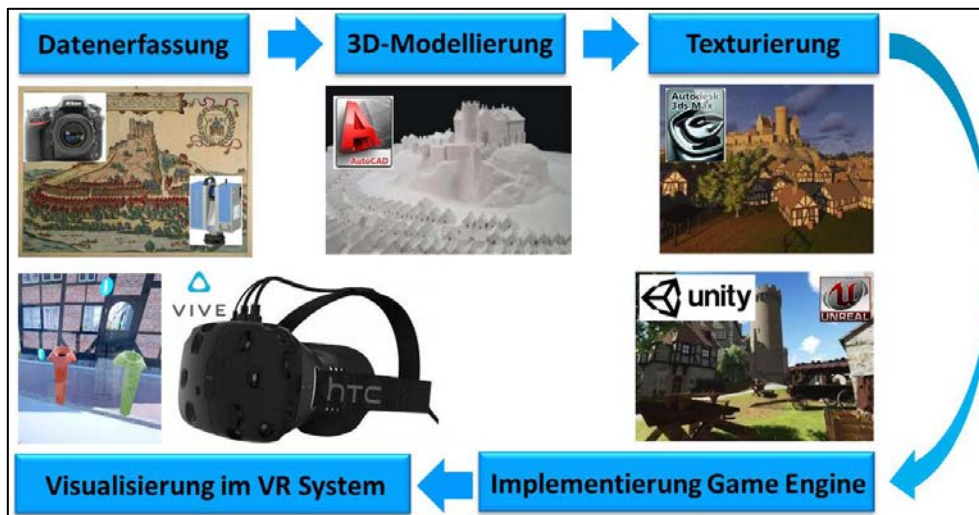 Datenerfassung
3D-Modellierung
Texturierung
Nikon
AutoCAD
Autodesk
3ds Max
VIVE
hTC
unity
UNREAL
Visualisierung im VR System
Implementierung Game Engine